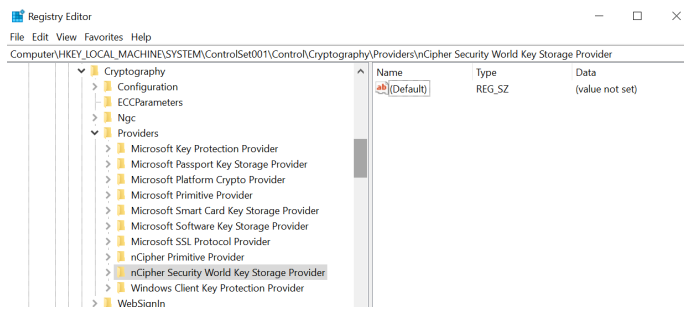 Registry Editor
File Edit View Favorites Help
Computer\HKEY_LOCAL_MACHINE\SYSTEM\ControlSet001\Control\Cryptography\Providers\nCipher Security World Key Storage Provider
Cryptography
Configuration
ECCParameters
Ngc
Providers
Microsoft Key Protection Provider
Microsoft Passport Key Storage Provider
Microsoft Platform Crypto Provider
Microsoft Primitive Provider
Microsoft Smart Card Key Storage Provider
Microsoft Software Key Storage Provider
Microsoft SSL Protocol Provider
nCipher Primitive Provider
nCipher Security World Key Storage Provider
Windows Client Key Protection Provider
WebSignIn
Name Type Data
ab (Default) REG_SZ (value not set)